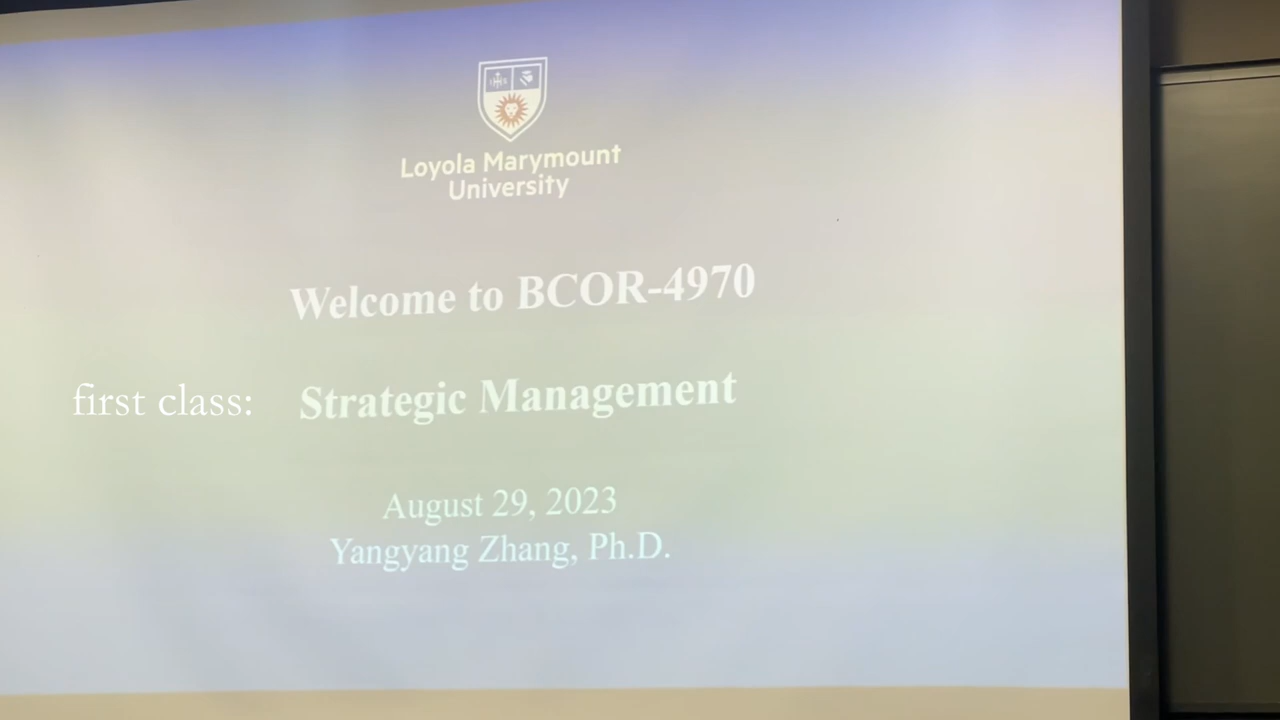 Loyola Marymount
University
Welcome to BCOR-4970
first class:
Strategic Management
August 29, 2023
Yangyang Zhang, Ph.D.